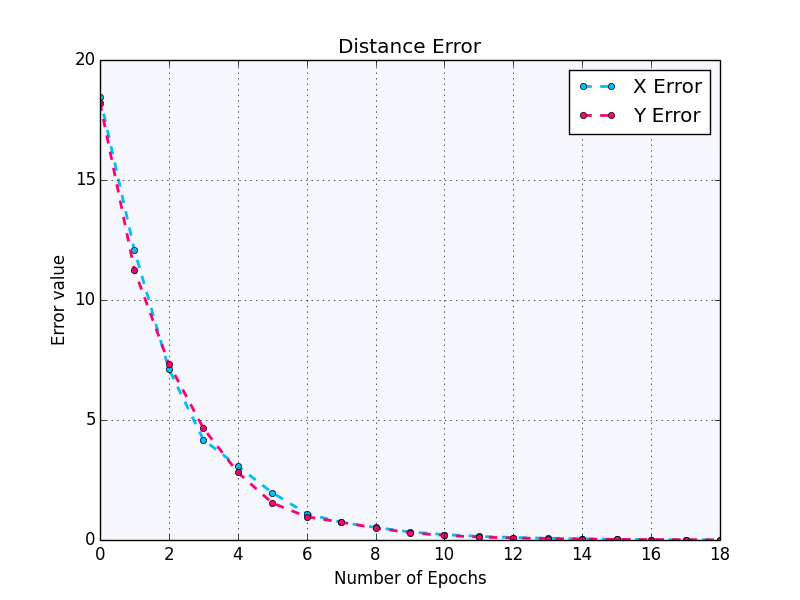 Distance Error
X Error
Y Error
Error value
20
15
10
5
0
0 2 4 6 8 10 12 14 16 18
Number of Epochs